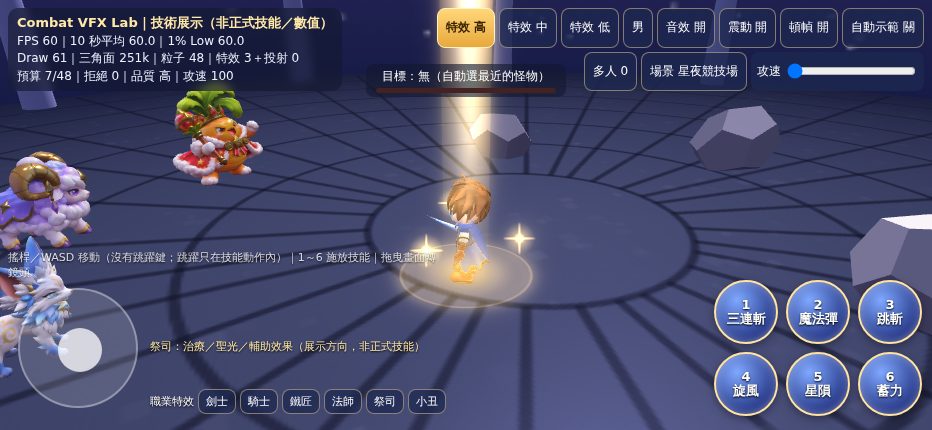 Combat VFX Lab｜技術展示（非正式技能／數值）
FPS 60｜10 秒平均 60.0｜1% Low 60.0
Draw 61｜三角面 251k｜粒子 48｜特效 3＋投射 0
預算 7/48｜拒絕 0｜品質 高｜攻速 100
特效 高
特效 中
特效 低
男
音效 開
震動 開
頓幀 開
自動示範 關
多人 0
場景 星夜競技場
攻速
目標：無（自動選最近的怪物）
搖桿／WASD 移動（沒有跳躍鍵；跳躍只在技能動作內）｜1～6 施放技能｜拖曳畫面轉
鏡頭
祭司：治療／聖光／輔助效果（展示方向，非正式技能）
職業特效
劍士
騎士
鐵匠
法師
祭司
小丑
1
三連斬
2
魔法彈
3
跳斬
4
旋風
5
星隕
6
蓄力